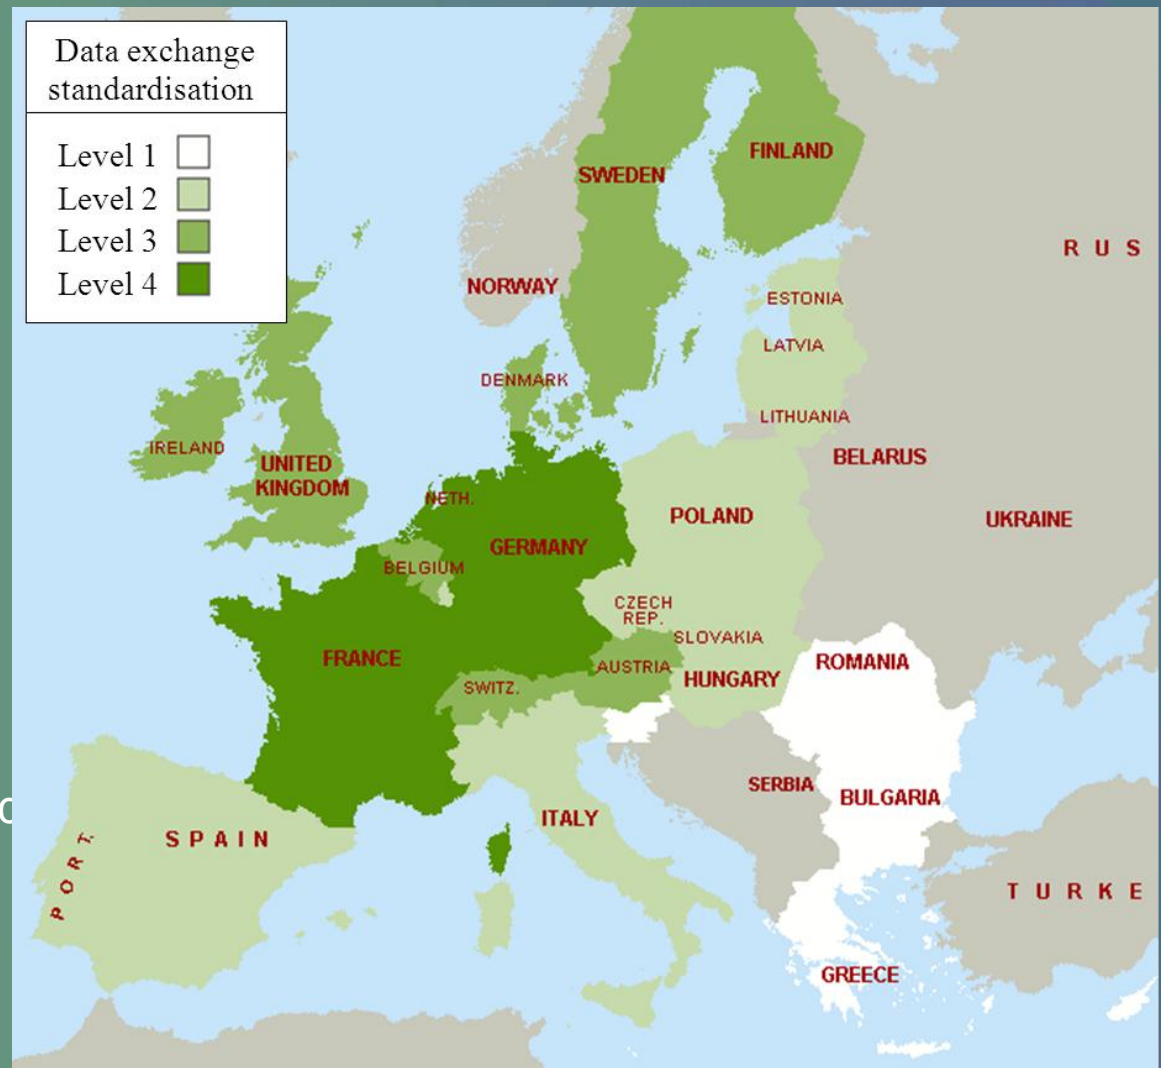 Data exchange
standardisation
Level 1
Level 2
Level 3
Level 4
FINLAND
SWEDEN
R U S
NORWAY
ESTONIA
LATVIA
DENMARK
LITHUANIA
IRELAND
BELARUS
UNITED
KINGDOM
NETH.
POLAND
UKRAINE
GERMANY
BELGIUM
CZECH
REP.
SLOVAKIA
FRANCE
AUSTRIA
ROMANIA
HUNGARY
SWITZ.
SERBIA
BULGARIA
ITALY
SPAIN
PORT.
TURKE
GREECE